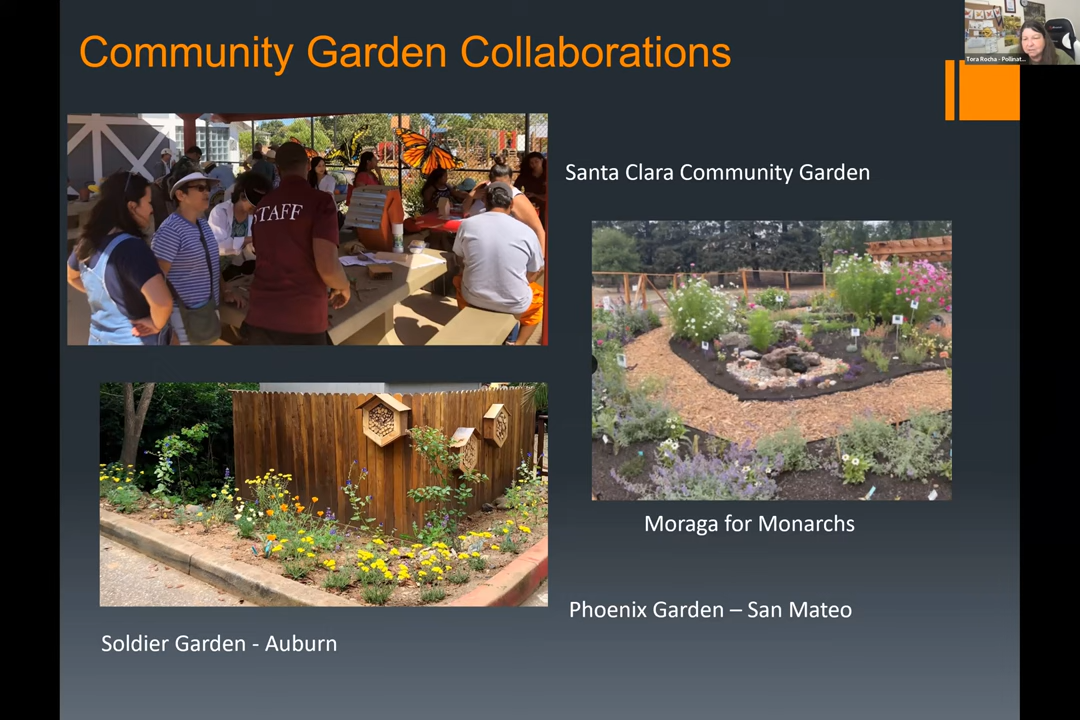 Community Garden Collaborations
Tora Rocha - Pollinat...
STAFF
Santa Clara Community Garden
Moraga for Monarchs
Phoenix Garden – San Mateo
Soldier Garden - Auburn